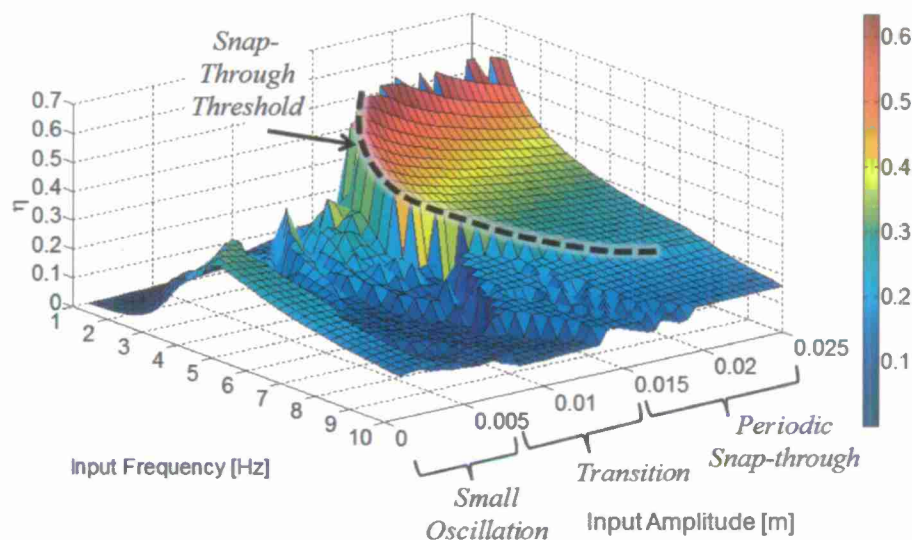 Snap-
Through
Threshold
0.7
0.6
0.5
0.4
0.3
0.2
0.1
0
η
1
2
3
4
5
6
7
8
9
10
Input Frequency [Hz]
0
0.005
0.01
0.015
0.02
0.025
Small
Oscillation
Transition
Periodic
Snap-through
Input Amplitude [m]
0.6
0.5
0.4
0.3
0.2
0.1